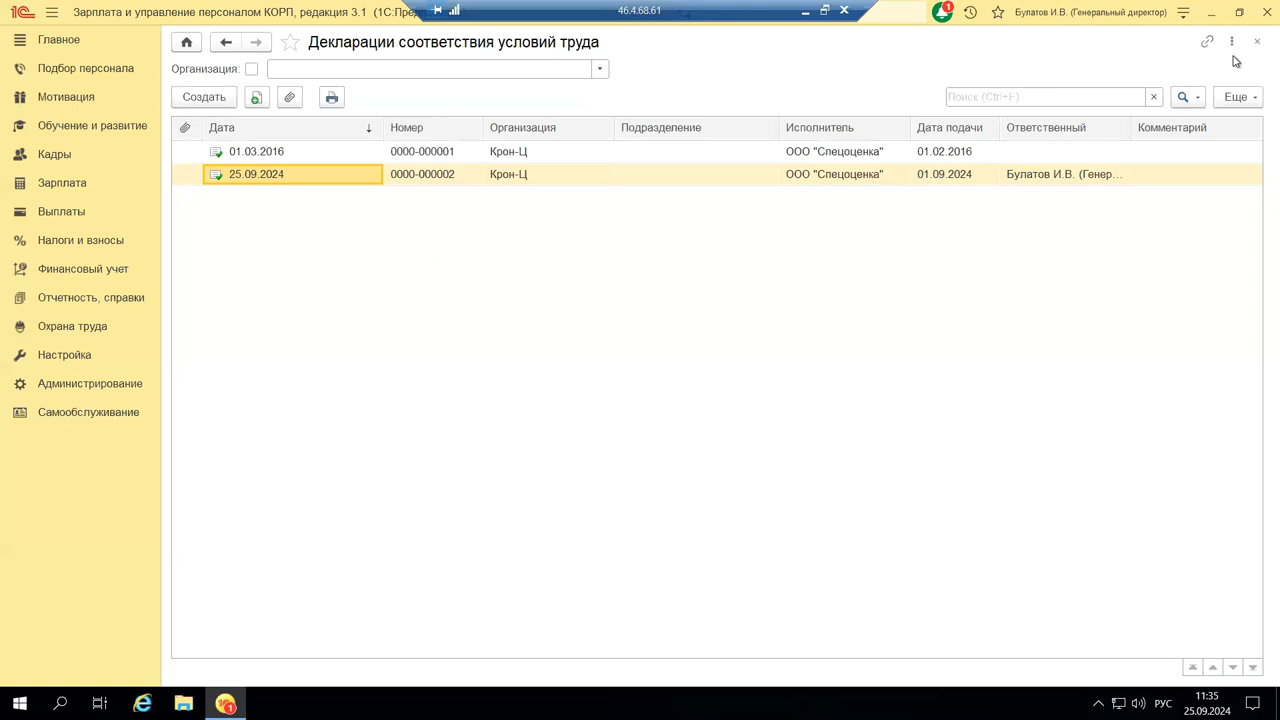 Зарплата и управление персоналом КОРП, редакция 3.1 (1С:Пред
46.4.68.61
1
Булатов И.В. (Генеральный директор)
Главное
Подбор персонала
Мотивация
Обучение и развитие
Кадры
Зарплата
Выплаты
Налоги и взносы
Финансовый учет
Отчетность, справки
Охрана труда
Настройка
Администрирование
Самообслуживание
Декларации соответствия условий труда
Организация:
Создать
Поиск (Ctrl+F)
Еще
Дата Номер Организация Подразделение Исполнитель Дата подачи Ответственный Комментарий
01.03.2016 0000-000001 Крон-Ц ООО "Спецоценка" 01.02.2016
25.09.2024 0000-000002 Крон-Ц ООО "Спецоценка" 01.09.2024 Булатов И.В. (Генер...
1
РУС
11:35
25.09.2024